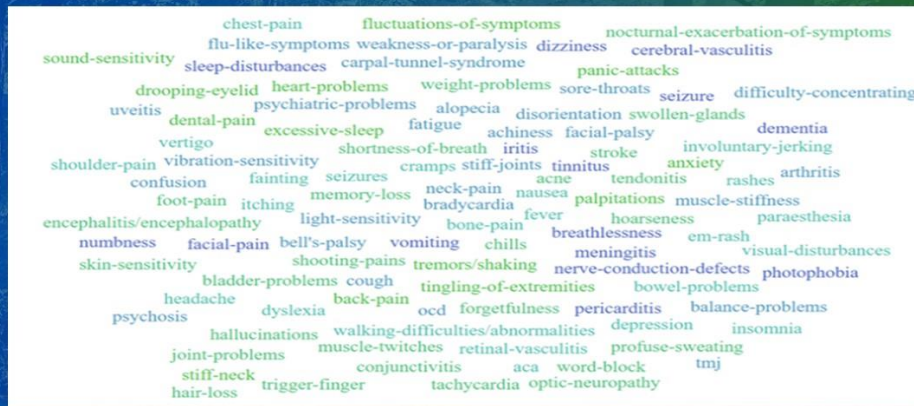 chest-pain fluctuations-of-symptoms
nocturnal-exacerbation-of-symptoms
flu-like-symptoms weakness-or-paralysis dizziness cerebral-vasculitis
sound-sensitivity sleep-disturbances carpal-tunnel-syndrome panic-attacks
drooping-eyelid heart-problems weight-problems sore-throats seizure difficulty-concentrating
uveitis psychiatric-problems alopecia disorientation swollen-glands
dental-pain excessive-sleep fatigue achiness facial-palsy dementia
vertigo shortness-of-breath iritis stroke involuntary-jerking
shoulder-pain vibration-sensitivity cramps stiff-joints tinnitus anxiety arthritis
confusion fainting seizures acne tendonitis rashes
foot-pain itching memory-loss neck-pain nausea palpitations muscle-stiffness
bradycardia
encephalitis/encephalopathy light-sensitivity bone-pain fever hoarseness paraesthesia
numbness facial-pain bell's-palsy vomiting chills breathlessness em-rash
meningitis visual-disturbances
skin-sensitivity shooting-pains tremors/shaking nerve-conduction-defects photophobia
bladder-problems cough tingling-of-extremities bowel-problems
headache dyslexia back-pain ocd forgetfulness pericarditis balance-problems
psychosis
hallucinations walking-difficulties/abnormalities depression insomnia
joint-problems muscle-twitches retinal-vasculitis profuse-sweating
conjunctivitis aca word-block tmj
stiff-neck trigger-finger tachycardia optic-neuropathy
hair-loss